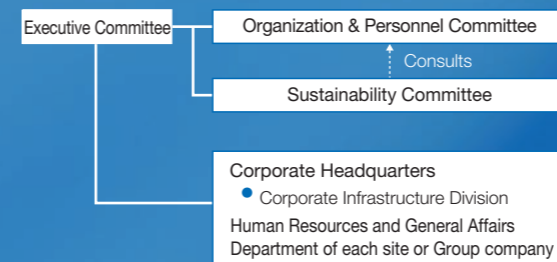 Executive Committee
Organization & Personnel Committee
Consults
Sustainability Committee
Corporate Headquarters
● Corporate Infrastructure Division
Human Resources and General Affairs
Department of each site or Group company